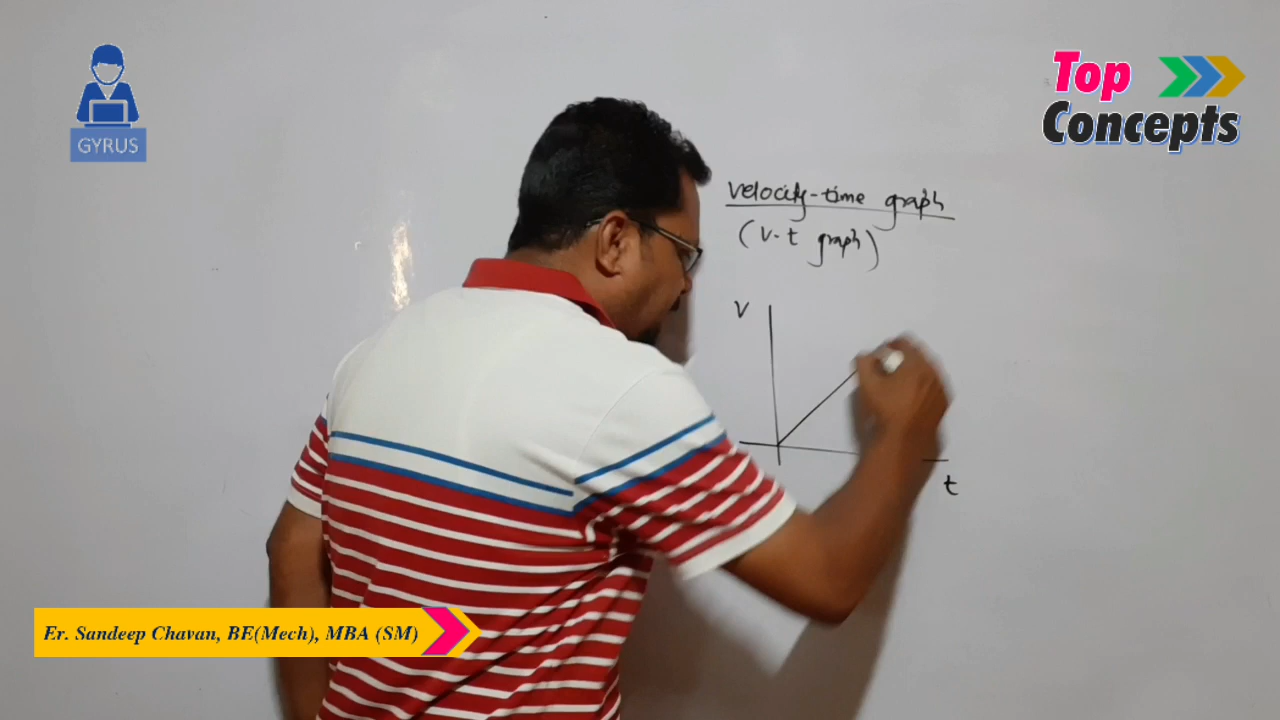 GYRUS
Top
Concepts
velocity-time graph
(v-t graph)
v
t
Er. Sandeep Chavan, BE(Mech), MBA (SM)